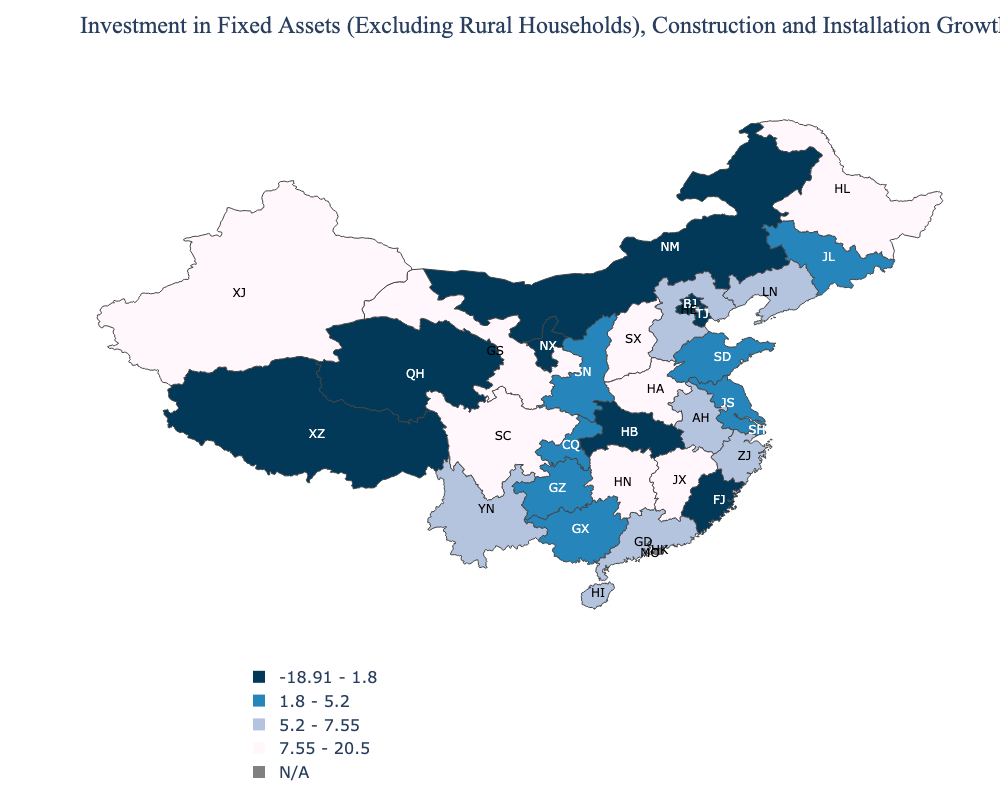 Investment in Fixed Assets (Excluding Rural Households), Construction and Installation Growt
HL
NM
JL
XJ
LN
BJ
HE
TJ
SX
NX
GS
SD
QH
SN
HA
JS
AH
SH
XZ
SC
HB
CQ
ZJ
HN
JX
GZ
FJ
YN
GX
GD
MO
HK
HI
-18.91 - 1.8
1.8 - 5.2
5.2 - 7.55
7.55 - 20.5
N/A